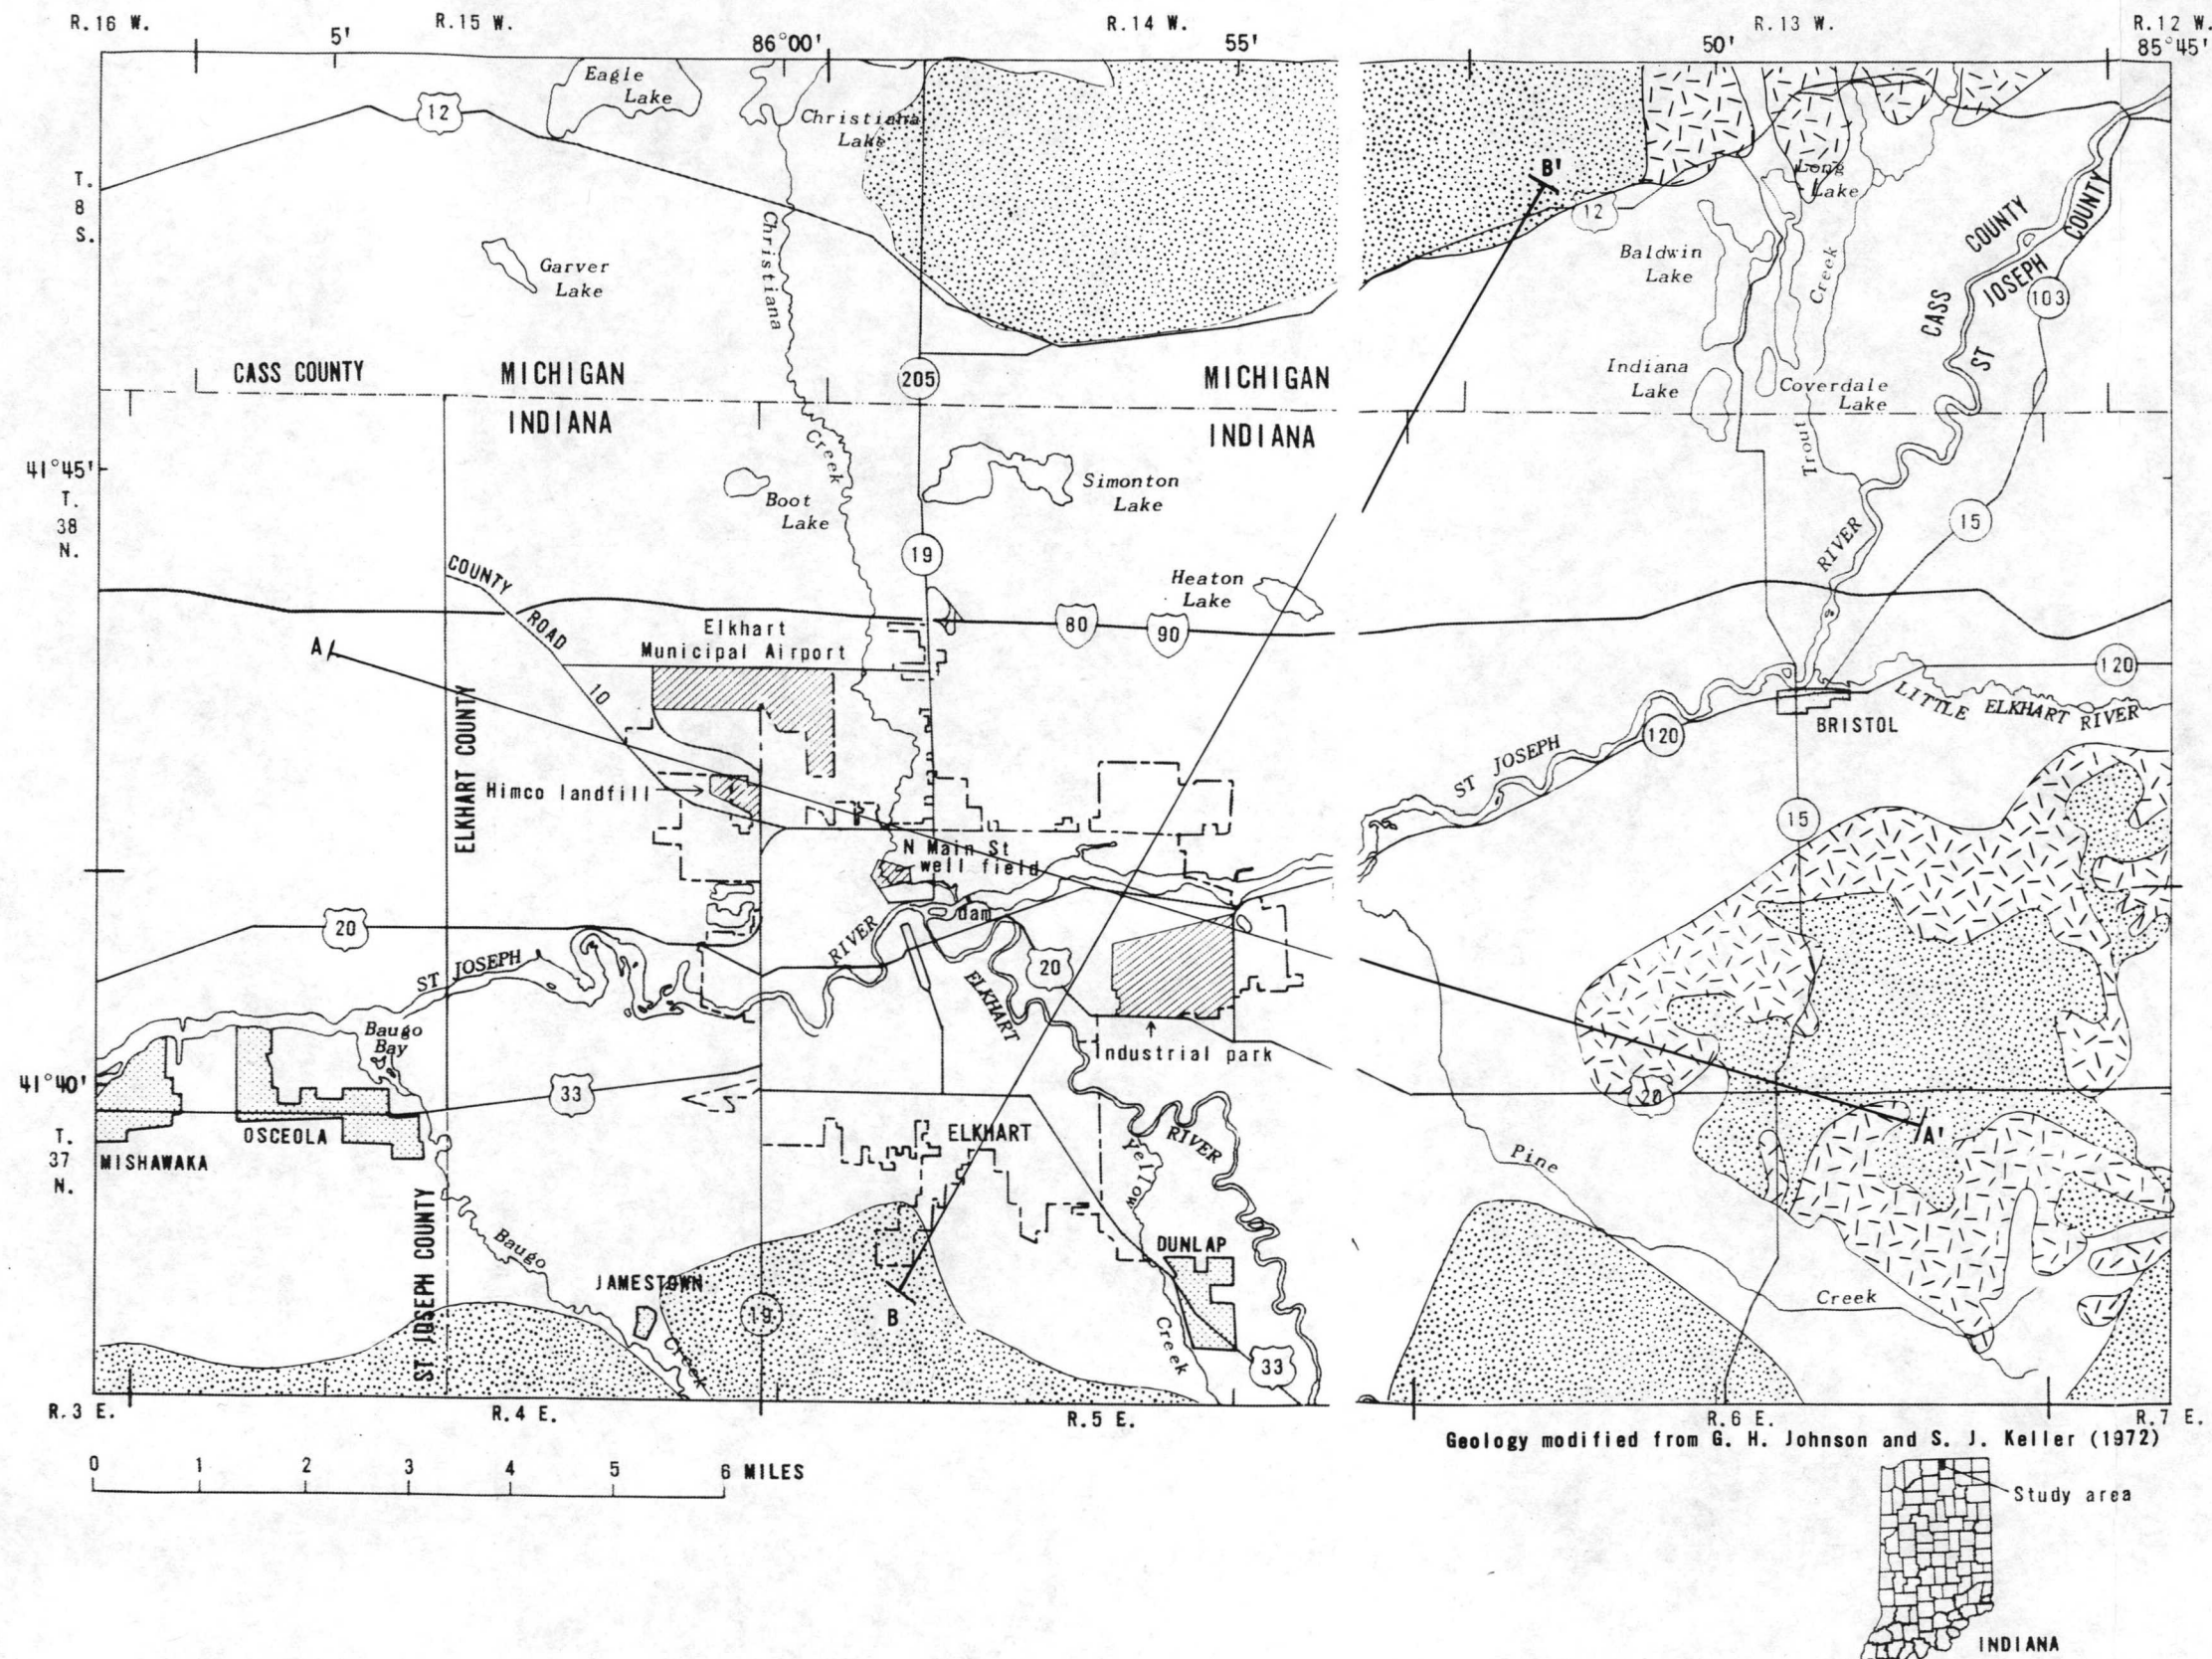 R.16 W.
R.15 W.
R.14 W.
R.13 W.
R.12 W.
5'
86°00'
55'
50'
85°45'
Eagle
Lake
12
Christiana
Lake
T.
8
S.
B'
12
Long
Lake
COUNTY
COUNTY
Christiana
Garver
Lake
Baldwin
Lake
Creek
CASS
ST
JOSEPH
103
CASS COUNTY
MICHIGAN
205
MICHIGAN
Indiana
Lake
Coverdale
Lake
INDIANA
INDIANA
Creek
Trout
41°45'
T.
38
N.
Boot
Lake
Simonton
Lake
15
19
RIVER
COUNTY
ROAD
10
Heaton
Lake
80
90
A
Elkhart
Municipal Airport
120
LITTLE ELKHART RIVER
BRISTOL
ELKHART COUNTY
ST JOSEPH
120
Himco landfill
15
N Main St
well field
dam
20
RIVER
ST JOSEPH
20
ELKHART
Baugo
Bay
Industrial park
41°40'
33
20
A'
T.
37
N.
OSCEOLA
MISHAWAKA
ELKHART
RIVER
Yellow
Pine
ST JOSEPH COUNTY
Baugo
DUNLAP
JAMESTOWN
19
B
Creek
Creek
Creek
33
R.3 E.
R.4 E.
R.5 E.
R.6 E.
R.7 E.
Geology modified from G. H. Johnson and S. J. Keller (1972)
0 1 2 3 4 5 6 MILES
Study area
INDIANA